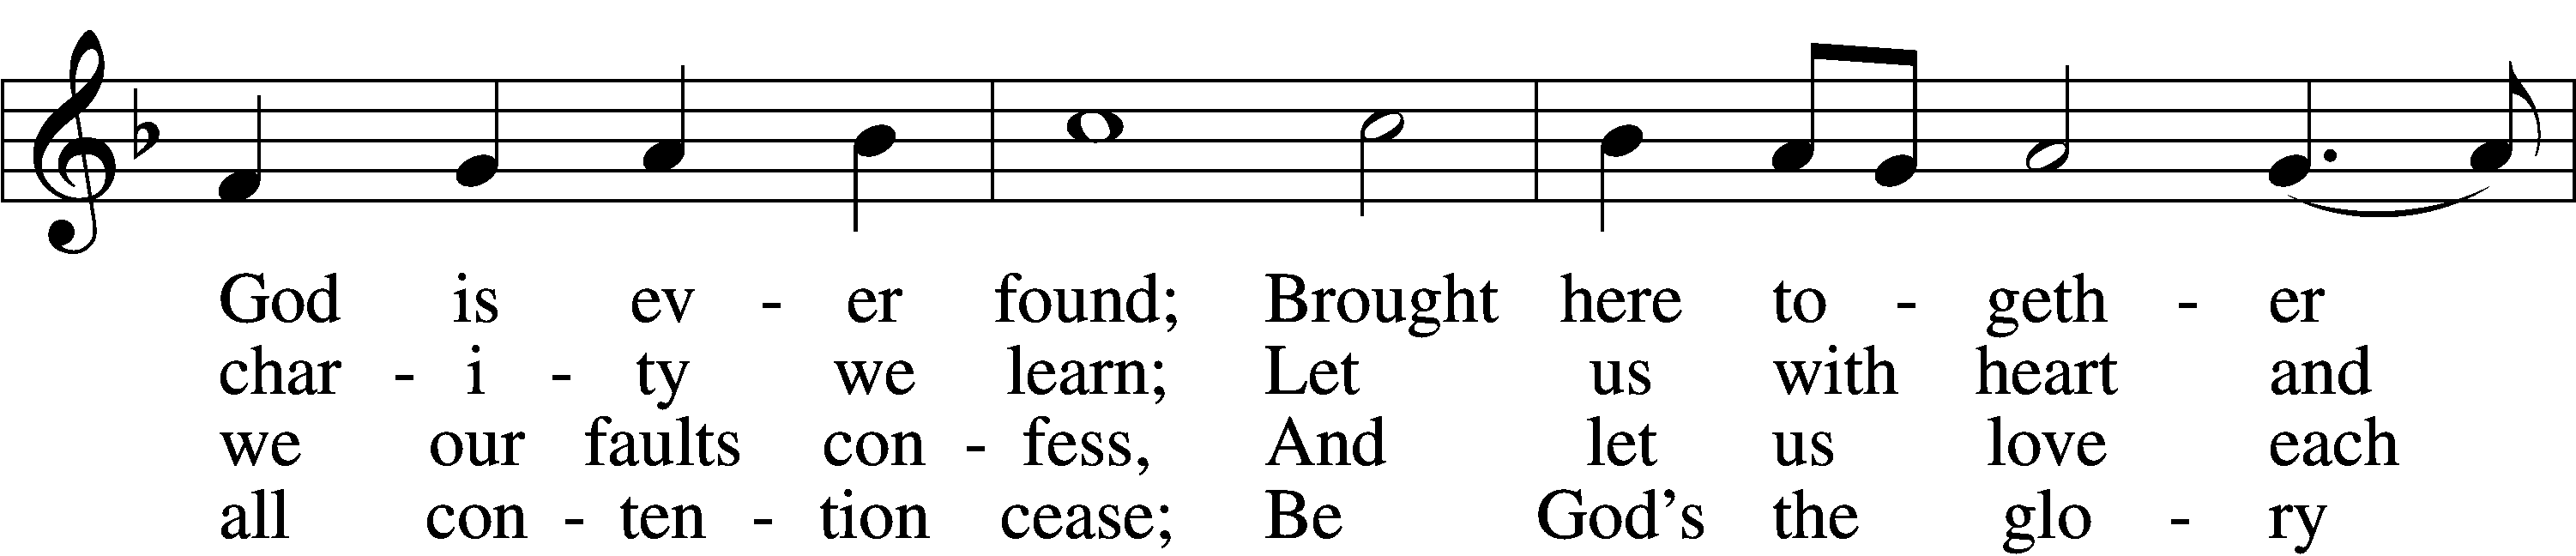 God is ev - er found; Brought here to - geth - er
char - i - ty we learn; Let us with heart and
we our faults con - fess, And let us love each
all con - ten - tion cease; Be God's the glo - ry